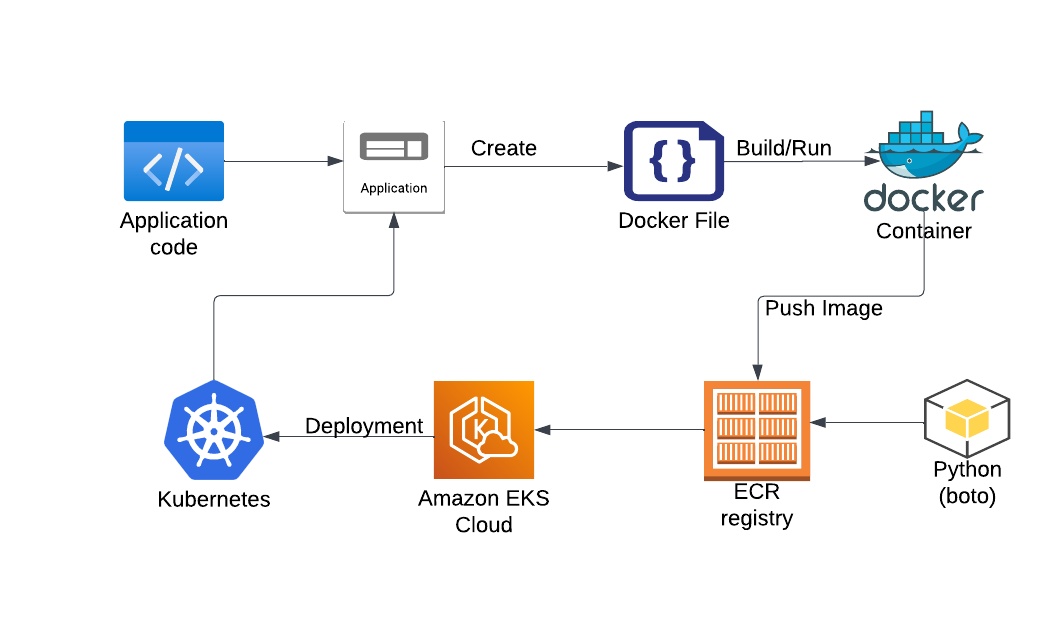 Create
Build/Run
Application
docker
Application
code
Docker File
Container
Push Image
Deployment
K
Python
(boto)
Kubernetes
Amazon EKS
Cloud
ECR
registry